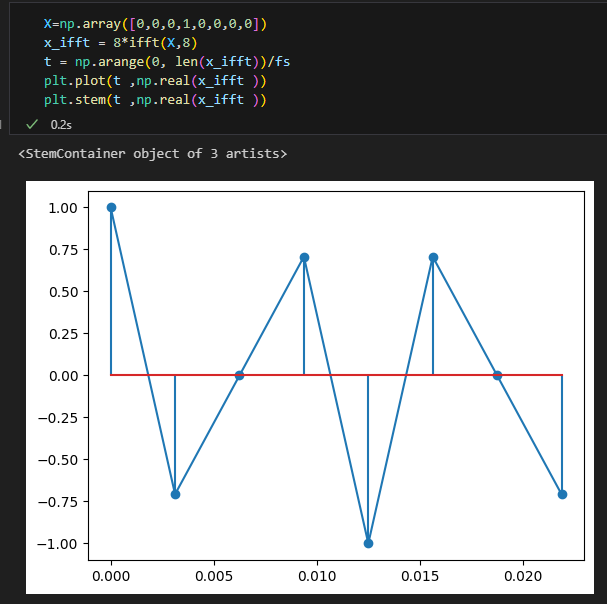 X=np.array([0,0,0,1,0,0,0,0])
x_ifft = 8*ifft(X,8)
t = np.arange(0, len(x_ifft))/fs
plt.plot(t ,np.real(x_ifft ))
plt.stem(t ,np.real(x_ifft ))
0.2s
<StemContainer object of 3 artists>
1.00
0.75
0.50
0.25
0.00
−0.25
−0.50
−0.75
−1.00
0.000 0.005 0.010 0.015 0.020